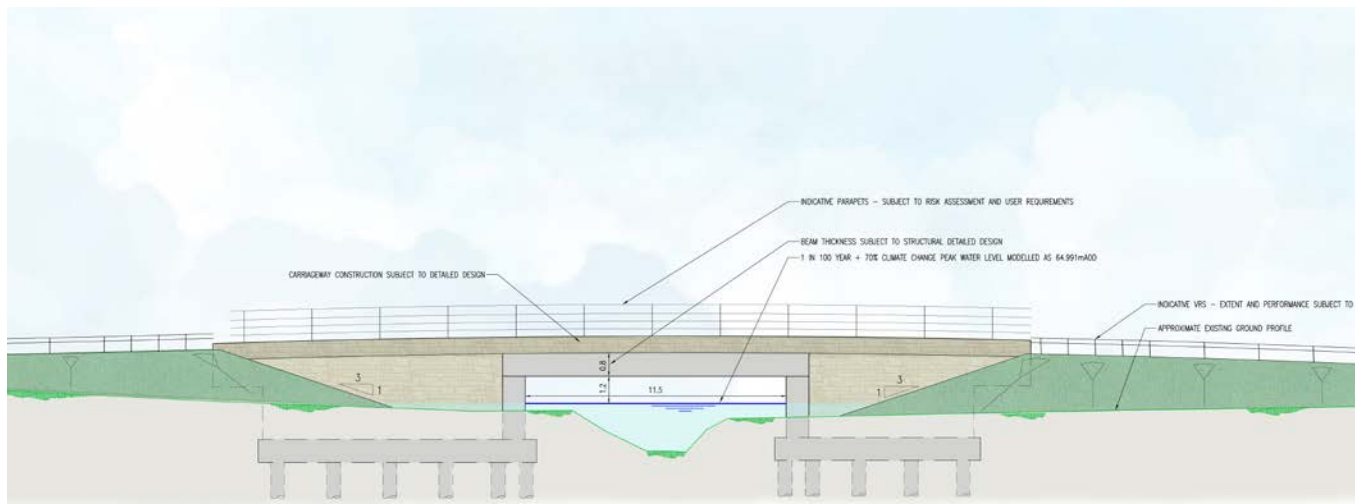 INDICATIVE PARAPETS - SUBJECT TO RISK ASSESSMENT AND USER REQUIREMENTS
BEAM THICKNESS SUBJECT TO STRUCTURAL DETAILED DESIGN
1 IN 100 YEAR + 70% CLIMATE CHANGE PEAK WATER LEVEL MODELLED AS 64.991mAOD
CARRIAGEWAY CONSTRUCTION SUBJECT TO DETAILED DESIGN
INDICATIVE VRS - EXTENT AND PERFORMANCE SUBJECT TO
APPROXIMATE EXISTING GROUND PROFILE
0.8
1.2
11.5
3
1
3
1